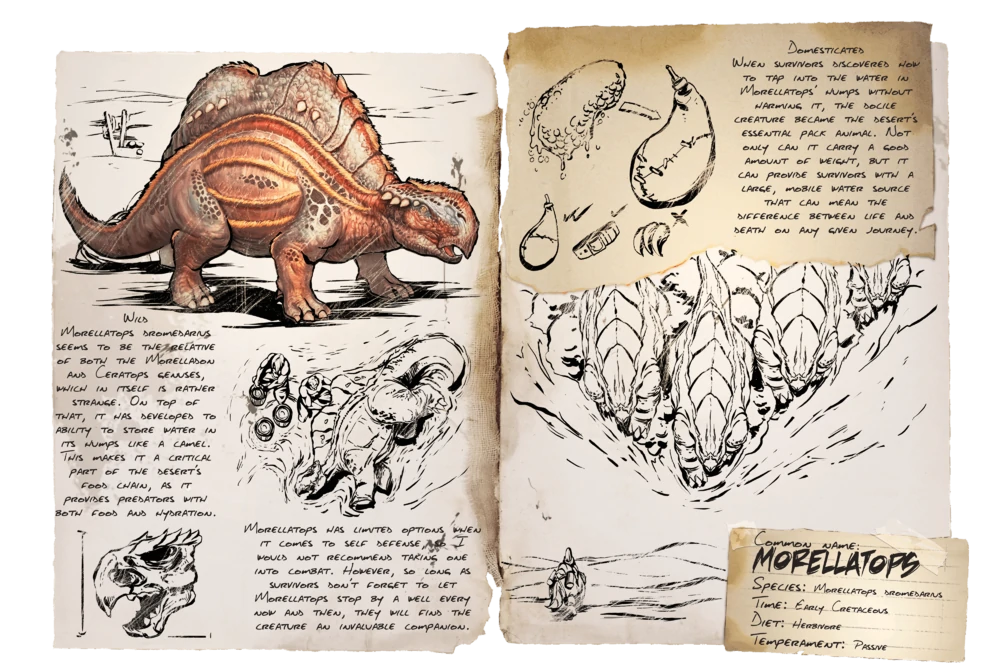 Wild
Morellatops dromedarius
seems to be the relative
of both the Morelladon
and Ceratops genuses,
which in itself is rather
strange. On top of
that, it has developed to
ability to store water in
its humps like a camel.
This makes it a critical
part of the desert's
food chain, as it
provides predators with
both food and hydration.
Morellatops has limited options when
it comes to self defense, so I
would not recommend taking one
into combat. However, so long as
survivors don't forget to let
Morellatops stop by a well every
now and then, they will find the
creature an invaluable companion.
Domesticated
When survivors discovered how
to tap into the water in
Morellatops' humps without
harming it, the docile
creature became the desert's
essential pack animal. Not
only can it carry a good
amount of weight, but it
can provide survivors with a
large, mobile water source
that can mean the
difference between life and
death on any given journey.
Common name:
MORELLATOPS
Species: Morellatops dromedarius
Time: Early Cretaceous
Diet: Herbivore
Temperament: Passive